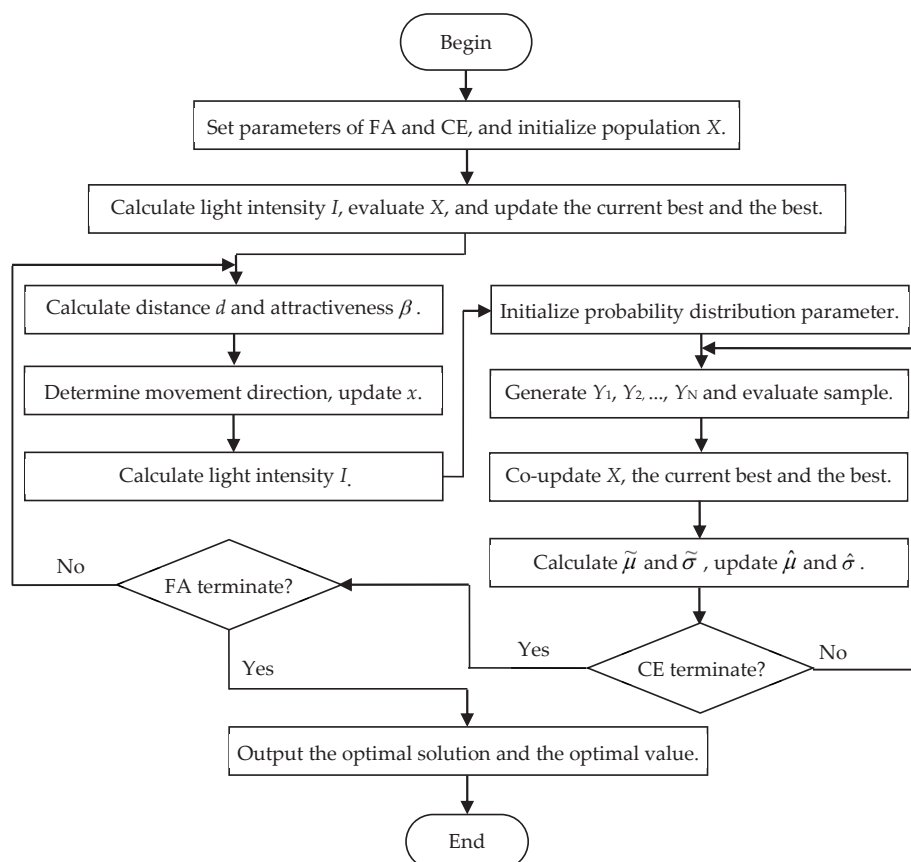 Begin
Set parameters of FA and CE, and initialize population X.
Calculate light intensity I, evaluate X, and update the current best and the best.
Calculate distance d and attractiveness β .
Determine movement direction, update x.
Calculate light intensity I.
Initialize probability distribution parameter.
Generate Y1, Y2, ..., YN and evaluate sample.
Co-update X, the current best and the best.
Calculate μ̃ and σ̃ , update μ̂ and σ̂ .
CE terminate?
No
Yes
FA terminate?
No
Yes
Output the optimal solution and the optimal value.
End